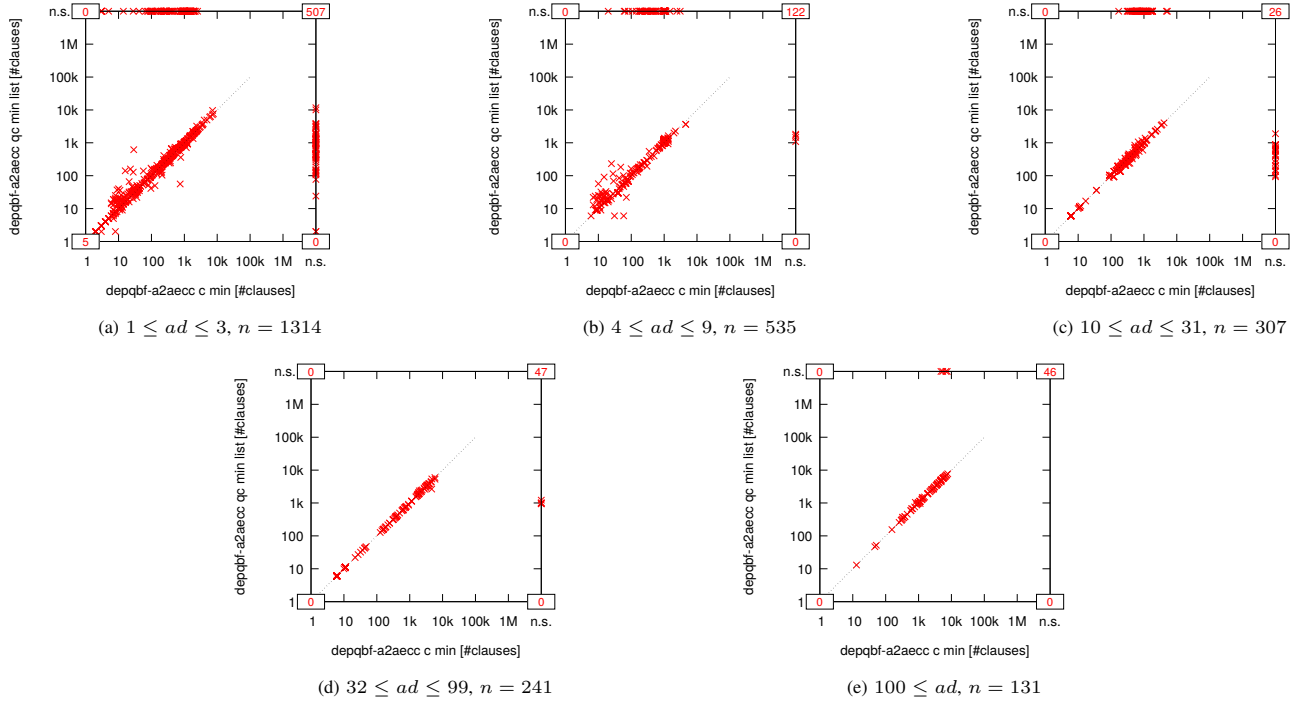 n.s.
1M
100k
10k
1k
100
10
1
0
507
5
0
1 10 100 1k 10k 100k 1M n.s.
depqbf-a2aecc qc min list [#clauses]
depqbf-a2aecc c min [#clauses]
(a) 1 ≤ ad ≤ 3, n = 1314
n.s.
1M
100k
10k
1k
100
10
1
0
122
0
0
1 10 100 1k 10k 100k 1M n.s.
depqbf-a2aecc qc min list [#clauses]
depqbf-a2aecc c min [#clauses]
(b) 4 ≤ ad ≤ 9, n = 535
n.s.
1M
100k
10k
1k
100
10
1
0
26
0
0
1 10 100 1k 10k 100k 1M n.s.
depqbf-a2aecc qc min list [#clauses]
depqbf-a2aecc c min [#clauses]
(c) 10 ≤ ad ≤ 31, n = 307
n.s.
1M
100k
10k
1k
100
10
1
0
47
0
0
1 10 100 1k 10k 100k 1M n.s.
depqbf-a2aecc qc min list [#clauses]
depqbf-a2aecc c min [#clauses]
(d) 32 ≤ ad ≤ 99, n = 241
n.s.
1M
100k
10k
1k
100
10
1
0
46
0
0
1 10 100 1k 10k 100k 1M n.s.
depqbf-a2aecc qc min list [#clauses]
depqbf-a2aecc c min [#clauses]
(e) 100 ≤ ad, n = 131